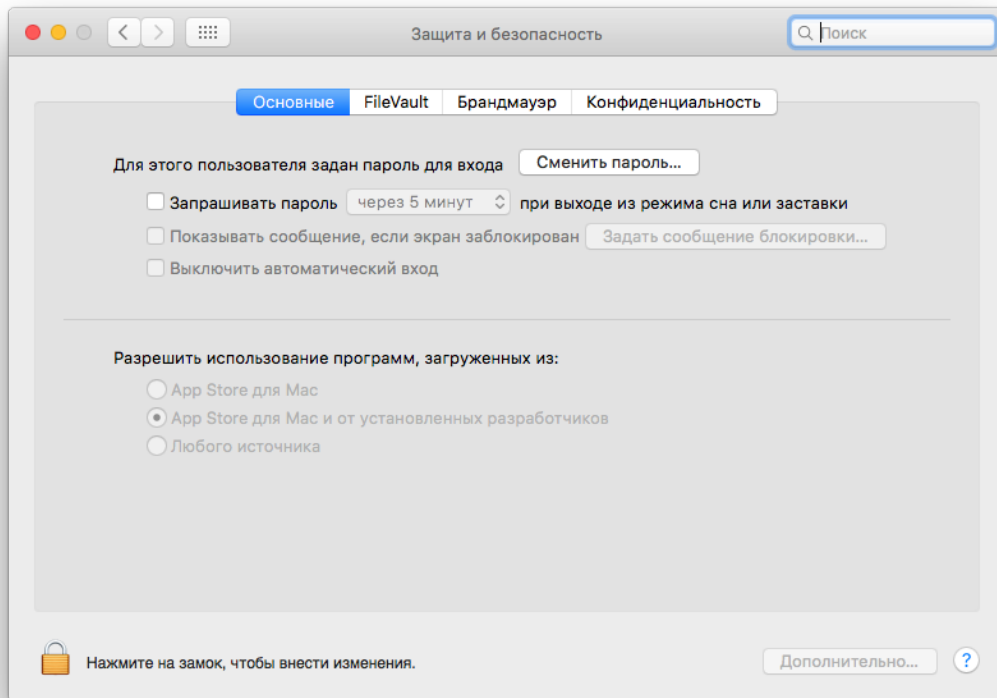 Защита и безопасность
Поиск
Основные FileVault Брандмауэр Конфиденциальность
Для этого пользователя задан пароль для входа Сменить пароль...
Запрашивать пароль через 5 минут при выходе из режима сна или заставки
Показывать сообщение, если экран заблокирован Задать сообщение блокировки...
Выключить автоматический вход
Разрешить использование программ, загруженных из:
App Store для Mac
App Store для Mac и от установленных разработчиков
Любого источника
Нажмите на замок, чтобы внести изменения.
Дополнительно... ?